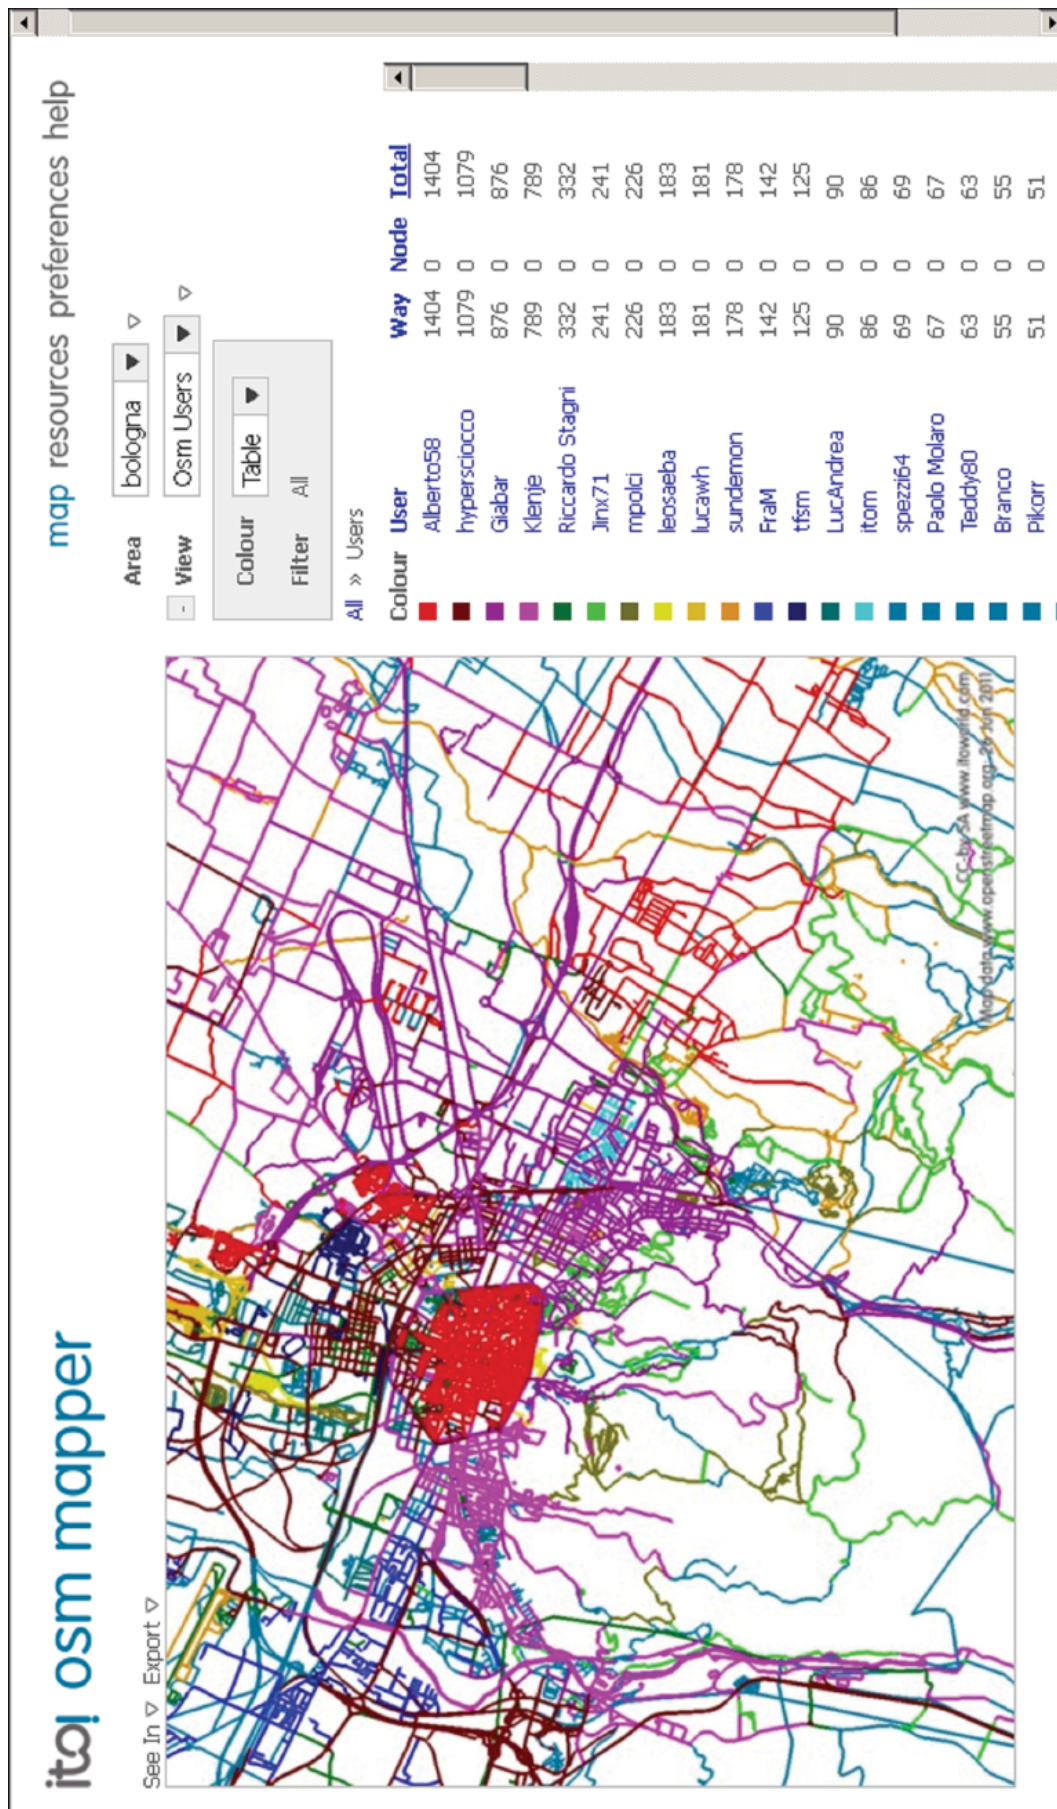 itoi osm mapper
map resources preferences help
See In ▽ Export ▽
Area bologna
- View Osm Users
Colour Table
Filter All
All » Users
Colour User Way Node Total
Alberto58 1404 0 1404
hypersciocco 1079 0 1079
Giabar 876 0 876
Klenje 789 0 789
Riccardo Stagni 332 0 332
Jinx71 241 0 241
mpolci 226 0 226
leosaeba 183 0 183
lucawh 181 0 181
sundemon 178 0 178
FraM 142 0 142
tfsm 125 0 125
LucAndrea 90 0 90
itom 86 0 86
spezzi64 69 0 69
Paolo Molaro 67 0 67
Teddy80 63 0 63
Branco 55 0 55
Pikorr 51 0 51
CC-by-SA www.itoworld.com
Map data www.openstreetmap.org 26 Jun 2011